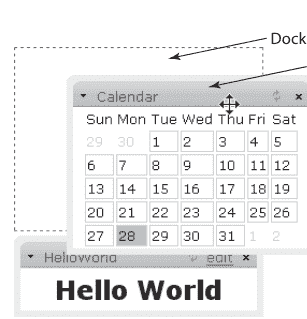 Dock
Calendar
Sun Mon Tue Wed Thu Fri Sat
29 30 1 2 3 4 5
6 7 8 9 10 11 12
13 14 15 16 17 18 19
20 21 22 23 24 25 26
27 28 29 30 31 1 2
HelloWorld edit
Hello World